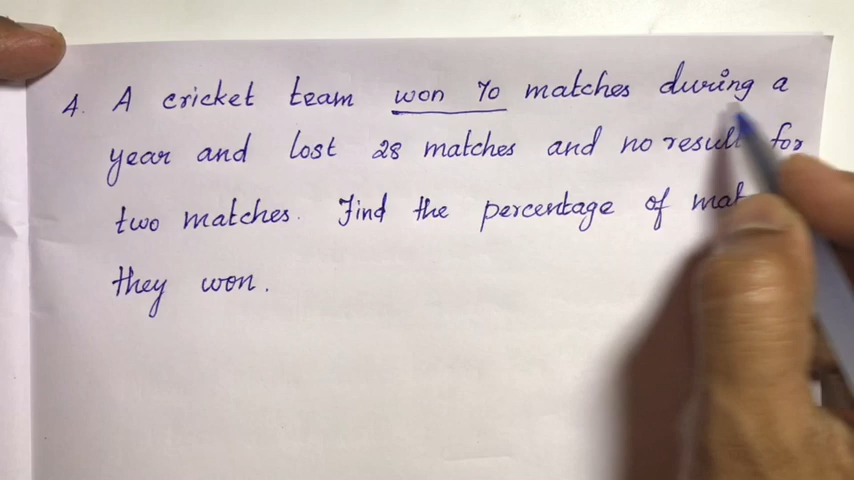 4. A cricket team won 70 matches during a
year and lost 28 matches and no result for
two matches. Find the percentage of
they won.